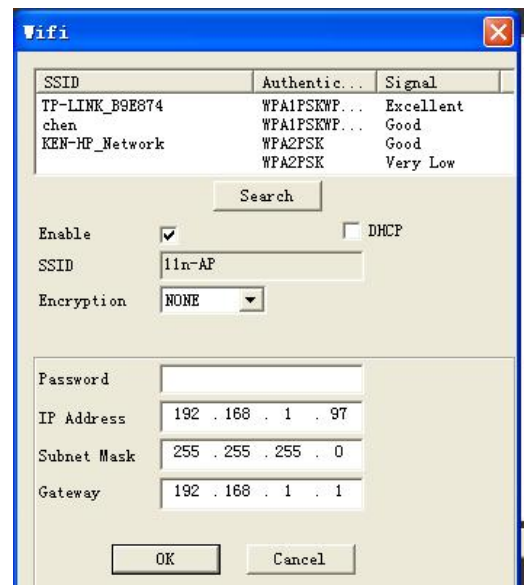 Wifi
SSID Authentic... Signal
TP-LINK_B9E874 WPA1PSKWP... Excellent
chen WPA1PSKWP... Good
KEN-HP_Network WPA2PSK Good
WPA2PSK Very Low
Search
Enable DHCP
SSID 11n-AP
Encryption NONE
Password
IP Address 192 . 168 . 1 . 97
Subnet Mask 255 . 255 . 255 . 0
Gateway 192 . 168 . 1 . 1
OK Cancel